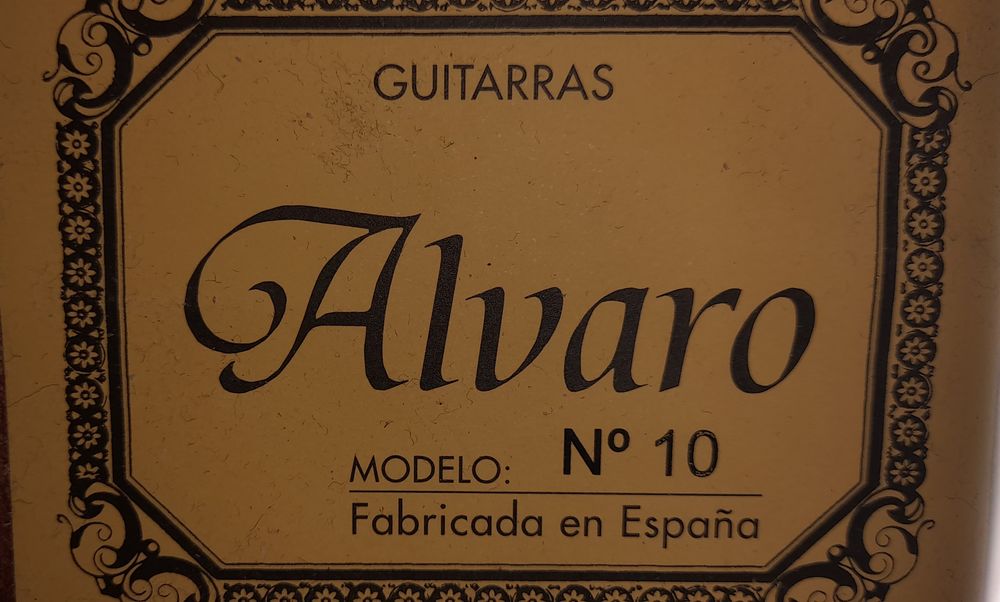 GUITARRAS
Alvaro
MODELO: Nº 10
Fabricada en España